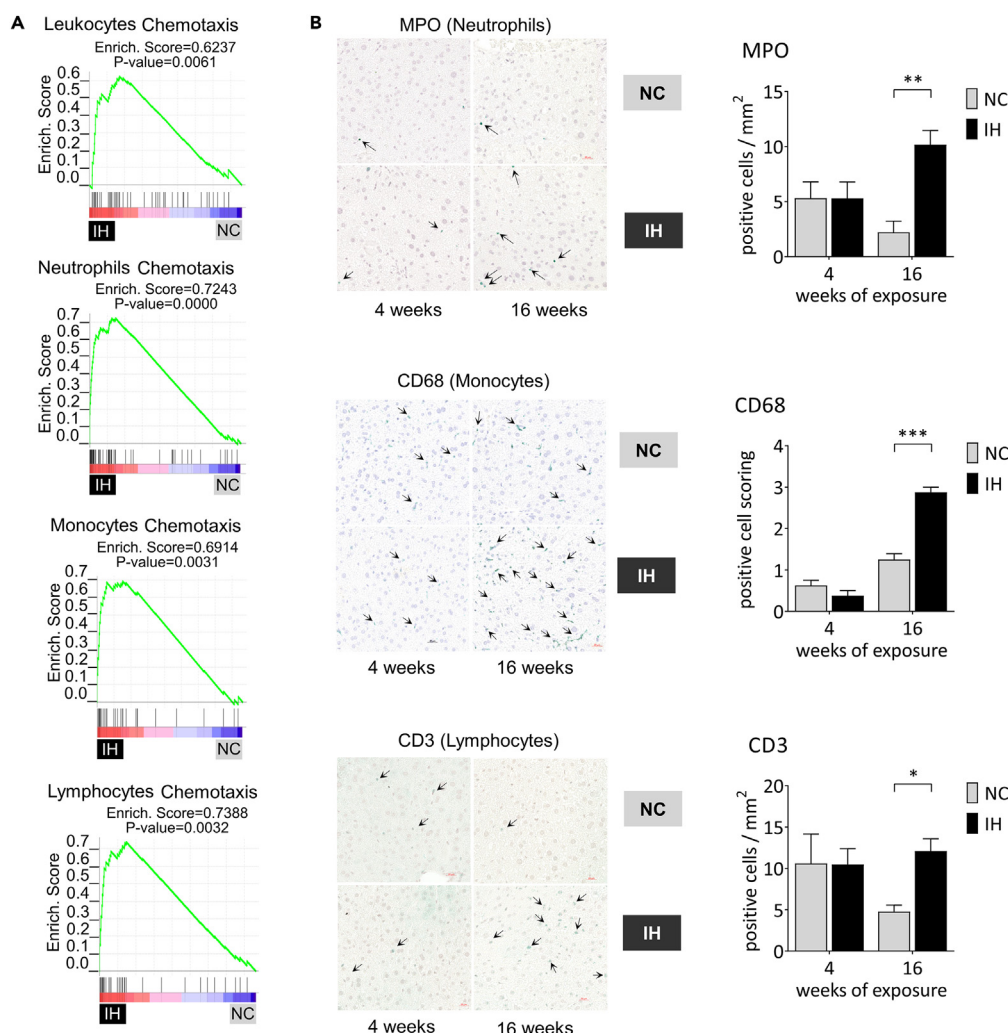 A
Leukocytes Chemotaxis
Enrich. Score=0.6237
P-value=0.0061
Enrich. Score
0.6
0.5
0.4
0.3
0.2
0.1
0.0
IH
NC
Neutrophils Chemotaxis
Enrich. Score=0.7243
P-value=0.0000
Enrich. Score
0.7
0.6
0.5
0.4
0.3
0.2
0.1
0.0
IH
NC
Monocytes Chemotaxis
Enrich. Score=0.6914
P-value=0.0031
Enrich. Score
0.7
0.6
0.5
0.4
0.3
0.2
0.1
0.0
IH
NC
Lymphocytes Chemotaxis
Enrich. Score=0.7388
P-value=0.0032
Enrich. Score
0.7
0.6
0.5
0.4
0.3
0.2
0.1
0.0
IH
NC
B
MPO (Neutrophils)
NC
IH
4 weeks
16 weeks
MPO
positive cells / mm²
15
10
5
0
**
NC
IH
4
16
weeks of exposure
CD68 (Monocytes)
NC
IH
4 weeks
16 weeks
CD68
positive cell scoring
4
3
2
1
0
***
NC
IH
4
16
weeks of exposure
CD3 (Lymphocytes)
NC
IH
4 weeks
16 weeks
CD3
positive cells / mm²
20
15
10
5
0
*
NC
IH
4
16
weeks of exposure